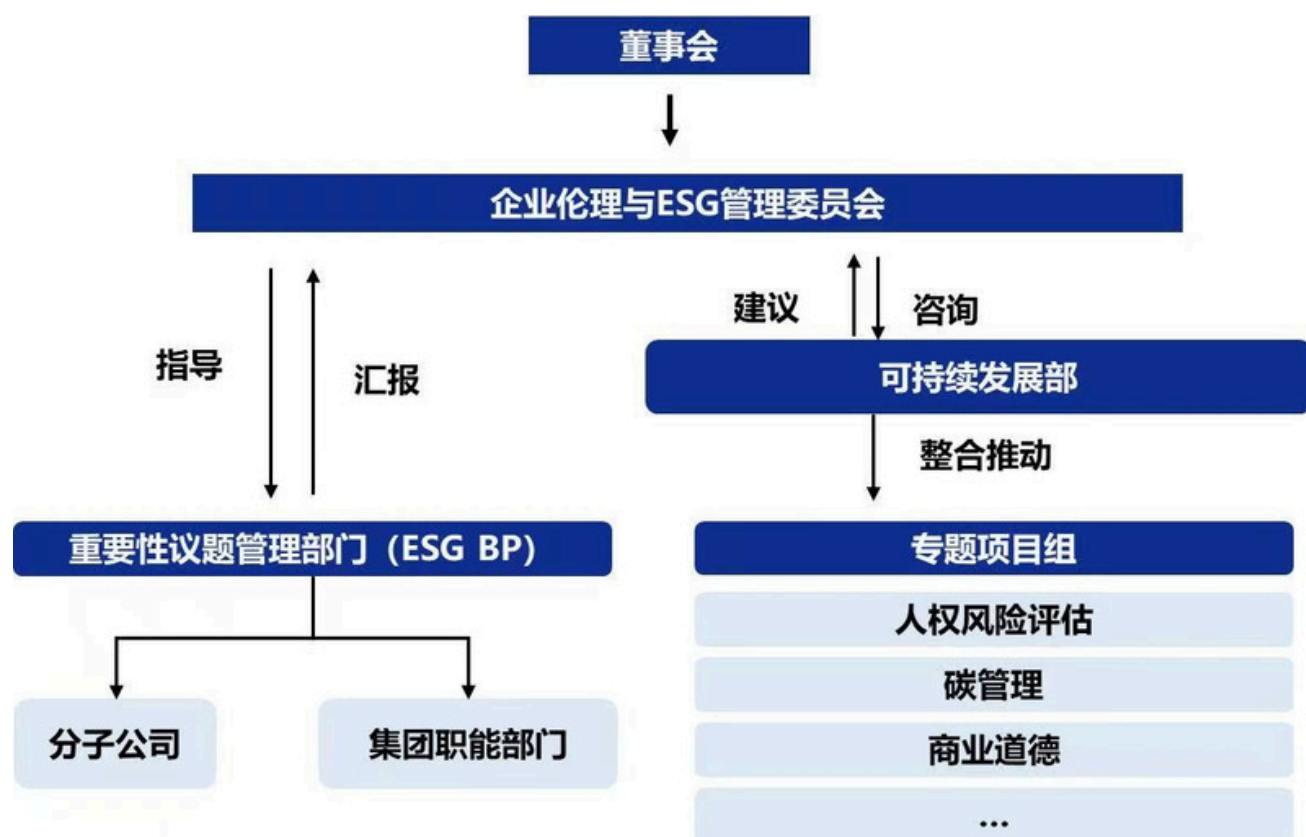 董事会
企业伦理与ESG管理委员会
建议
咨询
指导
汇报
可持续发展部
整合推动
重要性议题管理部门（ESG BP）
专题项目组
人权风险评估
碳管理
分子公司
集团职能部门
商业道德
...